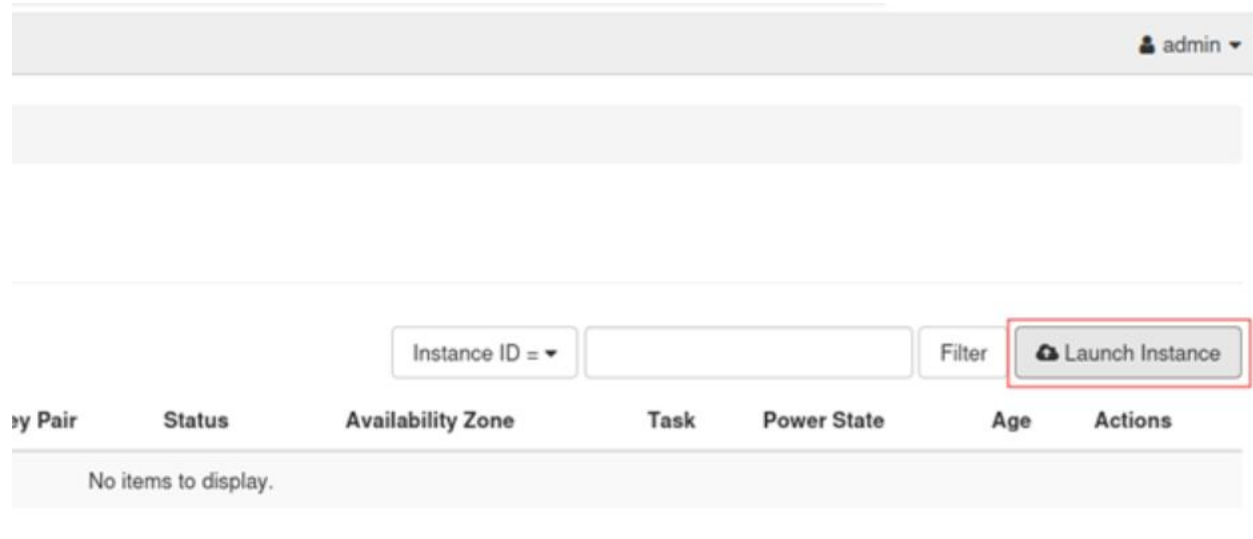 admin
Instance ID =
Filter
Launch Instance
ey Pair Status Availability Zone Task Power State Age Actions
No items to display.